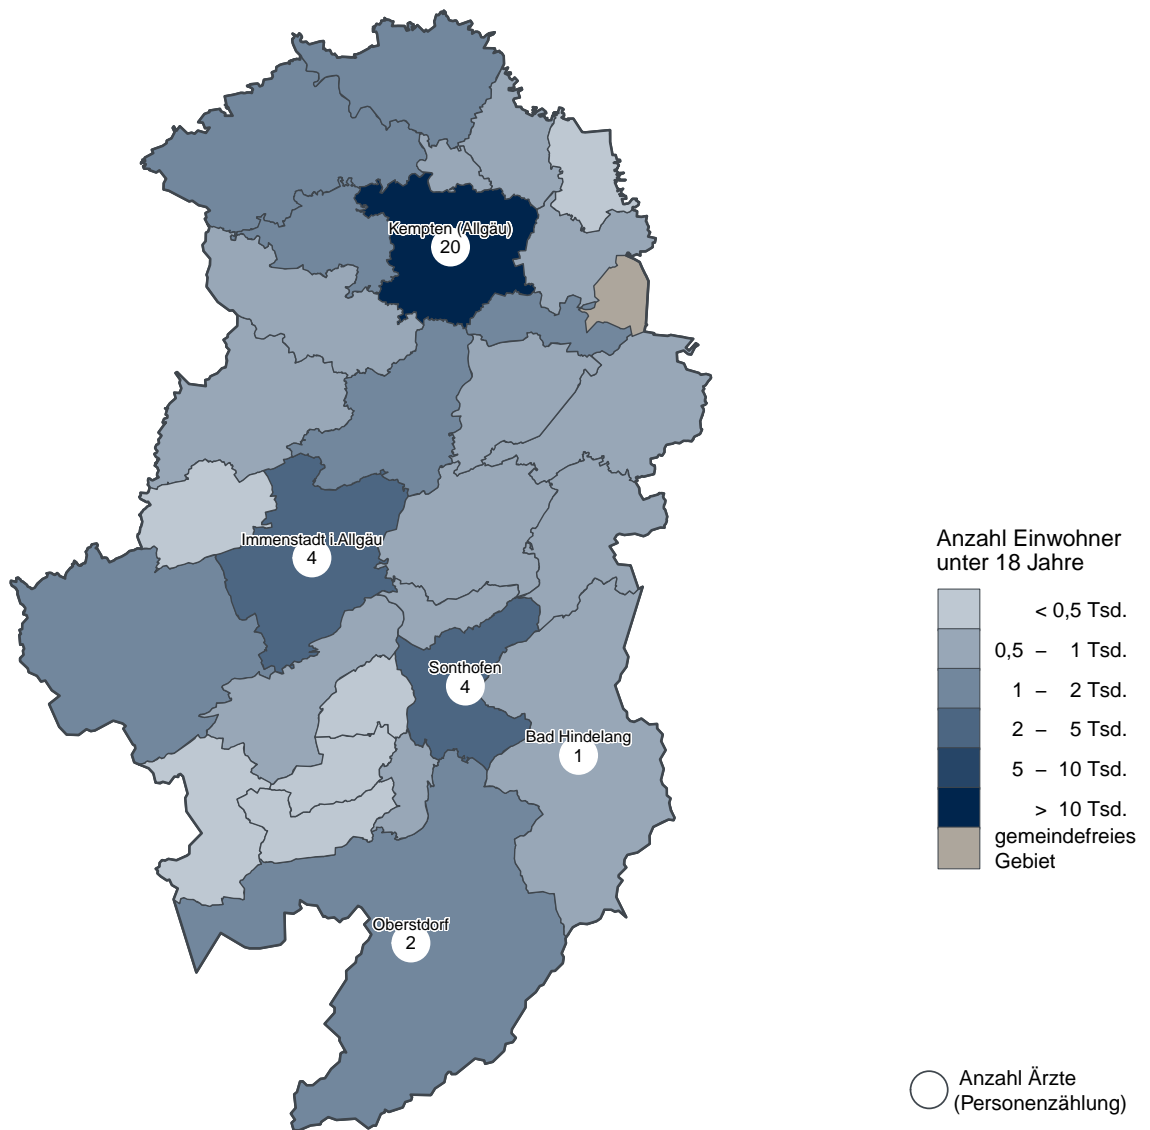 Kempten (Allgäu)
20
Immenstadt i.Allgäu
4
Sonthofen
4
Bad Hindelang
1
Oberstdorf
2
Anzahl Einwohner
unter 18 Jahre
< 0,5 Tsd.
0,5 – 1 Tsd.
1 – 2 Tsd.
2 – 5 Tsd.
5 – 10 Tsd.
> 10 Tsd.
gemeindefreies
Gebiet
Anzahl Ärzte
(Personenzählung)